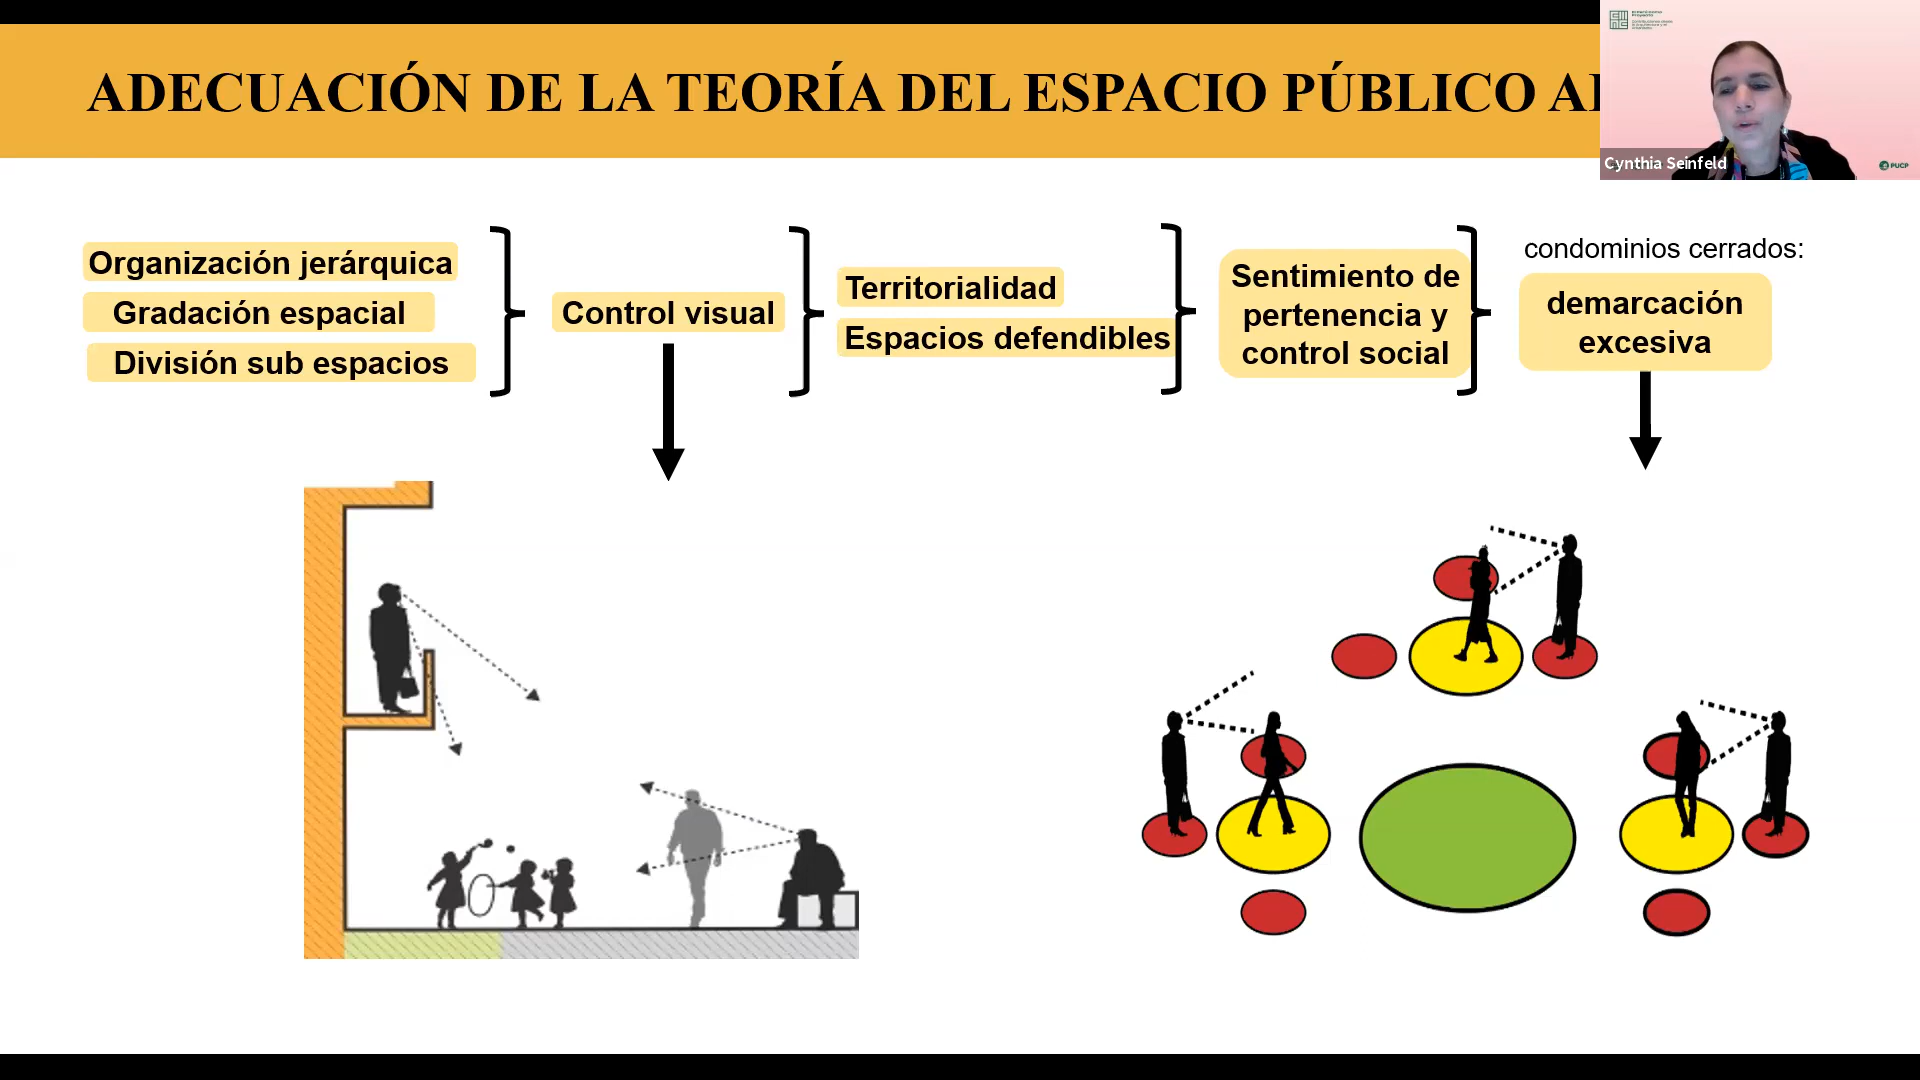 ADECUACIÓN DE LA TEORÍA DEL ESPACIO PÚBLICO
Cynthia Seinfeld
PUCP
Organización jerárquica
Gradación espacial
División sub espacios
Control visual
Territorialidad
Espacios defendibles
Sentimiento de
pertenencia y
control social
condominios cerrados:
demarcación
excesiva